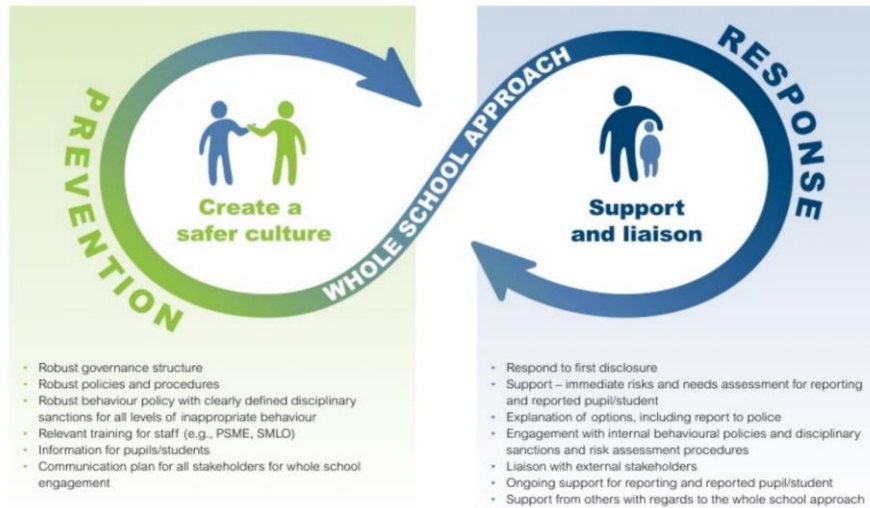 PREVENTION
Create a
safer culture
WHOLE SCHOOL APPROACH
RESPONSE
Support
and liaison
• Robust governance structure
• Robust policies and procedures
• Robust behaviour policy with clearly defined disciplinary
sanctions for all levels of inappropriate behaviour
• Relevant training for staff (e.g., PSME, SMLO)
• Information for pupils/students
• Communication plan for all stakeholders for whole school
engagement
• Respond to first disclosure
• Support – immediate risks and needs assessment for reporting
and reported pupil/student
• Explanation of options, including report to police
• Engagement with internal behavioural policies and disciplinary
sanctions and risk assessment procedures
• Liaison with external stakeholders
• Ongoing support for reporting and reported pupil/student
• Support from others with regards to the whole school approach